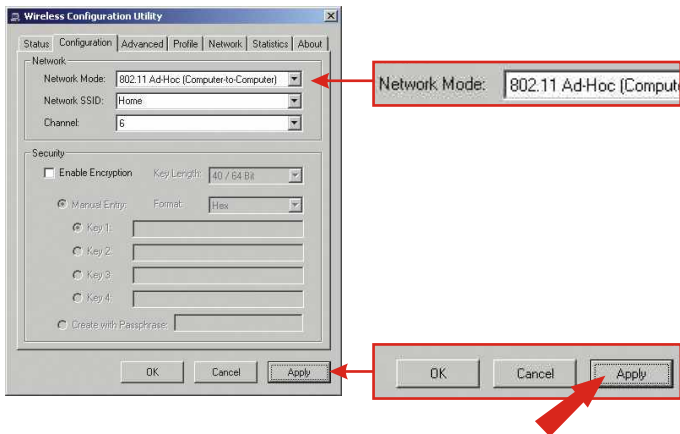 Wireless Configuration Utility
Status Configuration Advanced Profile Network Statistics About
Network
Network Mode: 802.11 Ad-Hoc (Computer-to-Computer)
Network SSID: Home
Channel: 6
Security
Enable Encryption Key Length: 40 / 64 Bit
Manual Entry: Format: Hex
Key 1:
Key 2:
Key 3:
Key 4:
Create with Passphrase:
OK Cancel Apply
Network Mode: 802.11 Ad-Hoc (Compute
OK Cancel Apply